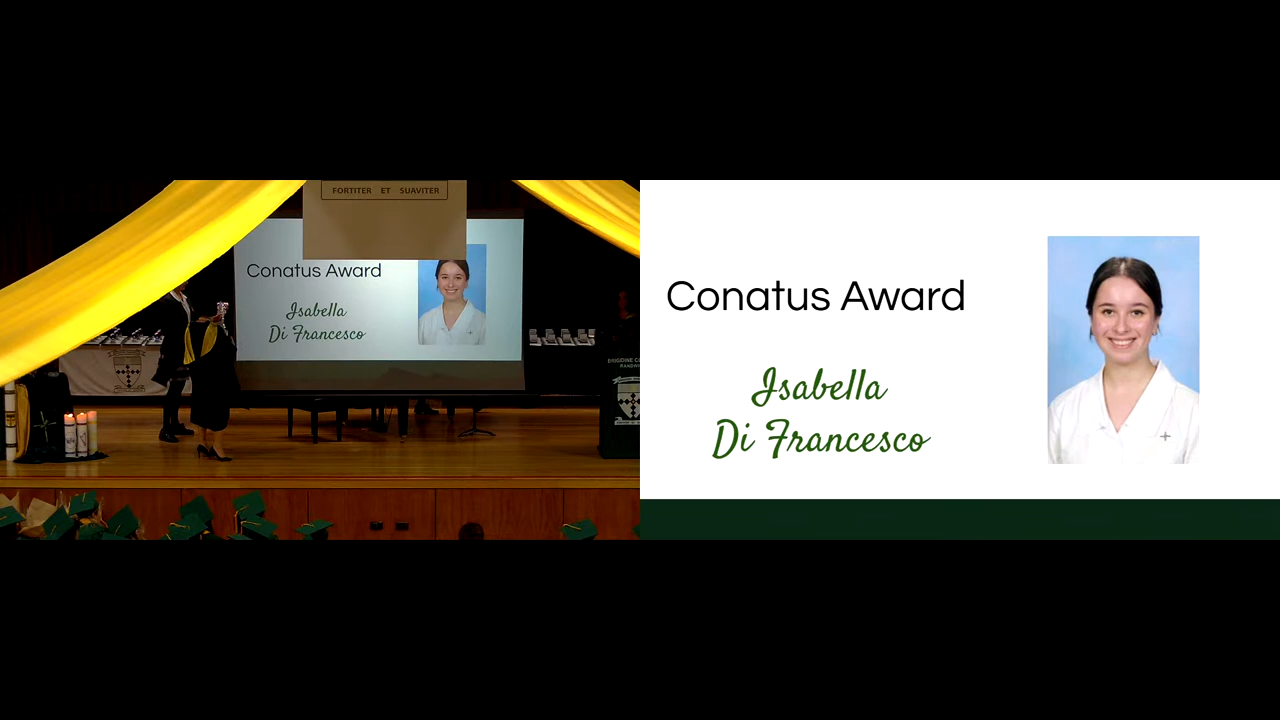 FORTITER ET SUAVITER
Conatus Award
Isabella
Di Francesco
Conatus Award
Isabella
Di Francesco